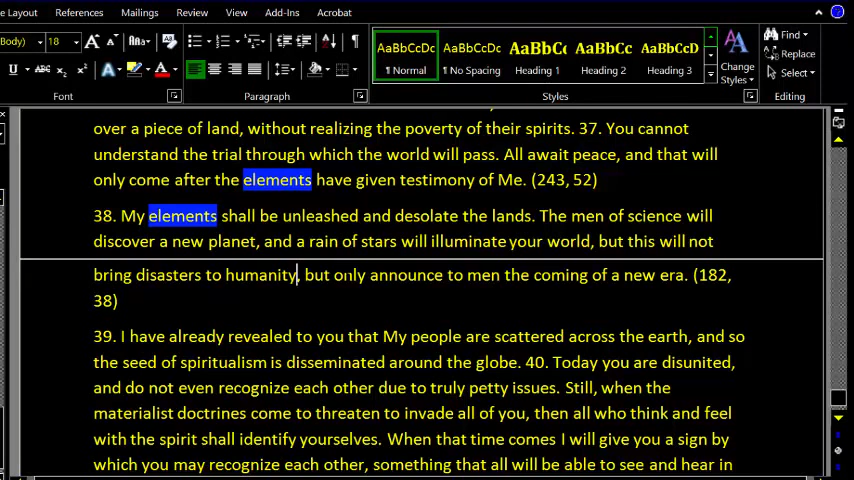 e Layout References Mailings Review View Add-Ins Acrobat
Body) 18 A A Aa Find
U abc x₂ x² A A Replace
AaBbCcDc AaBbCcDc AaBbC AaBbCc AaBbCc A Change Styles Select
¶ Normal ¶ No Spacing Heading 1 Heading 2 Heading 3
Font Paragraph Styles Editing
over a piece of land, without realizing the poverty of their spirits. 37. You cannot
understand the trial through which the world will pass. All await peace, and that will
only come after the elements have given testimony of Me. (243, 52)
38. My elements shall be unleashed and desolate the lands. The men of science will
discover a new planet, and a rain of stars will illuminate your world, but this will not
bring disasters to humanity, but only announce to men the coming of a new era. (182,
38)
39. I have already revealed to you that My people are scattered across the earth, and so
the seed of spiritualism is disseminated around the globe. 40. Today you are disunited,
and do not even recognize each other due to truly petty issues. Still, when the
materialist doctrines come to threaten to invade all of you, then all who think and feel
with the spirit shall identify yourselves. When that time comes I will give you a sign by
which you may recognize each other, something that all will be able to see and hear in